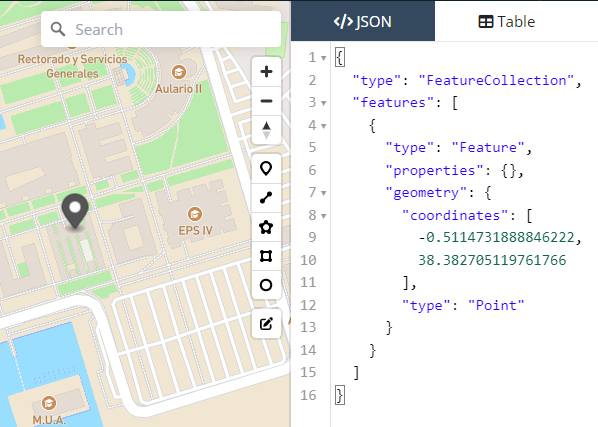 Search
Rectorado y Servicios
Generales
Aulario II
EPS IV
M.U.A.
</> JSON
Table
1 {
2 "type": "FeatureCollection",
3 "features": [
4 {
5 "type": "Feature",
6 "properties": {},
7 "geometry": {
8 "coordinates": [
9 -0.5114731888846222,
10 38.382705119761766
11 ],
12 "type": "Point"
13 }
14 }
15 ]
16 }